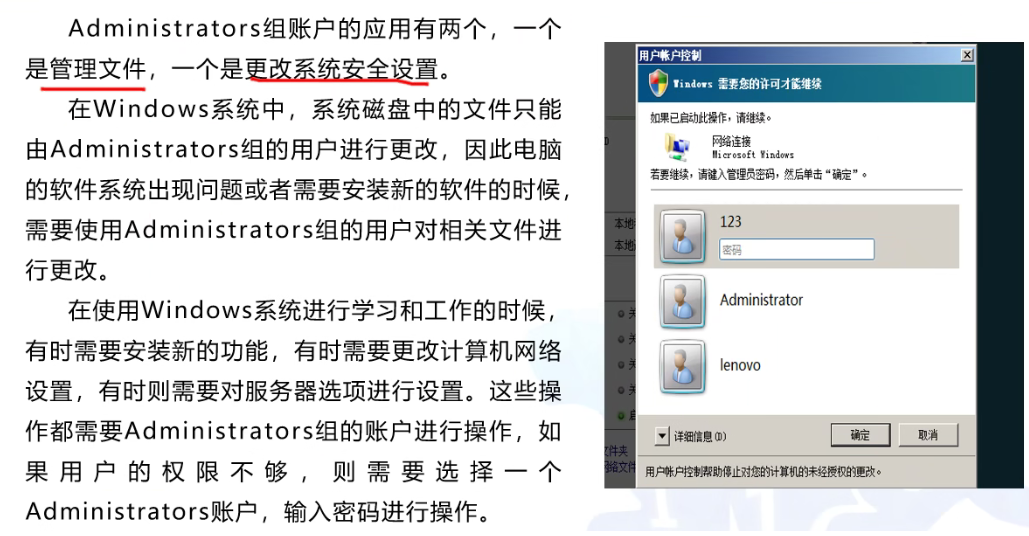 Administrators组账户的应用有两个，一个
是管理文件，一个是更改系统安全设置。
在Windows系统中，系统磁盘中的文件只能
由Administrators组的用户进行更改，因此电脑
的软件系统出现问题或者需要安装新的软件的时候，
需要使用Administrators组的用户对相关文件进
行更改。
在使用Windows系统进行学习和工作的时候，
有时需要安装新的功能，有时需要更改计算机网络
设置，有时则需要对服务器选项进行设置。这些操
作都需要Administrators组的账户进行操作，如
果用户的权限不够，则需要选择一个
Administrators账户，输入密码进行操作。
用户帐户控制
Windows 需要您的许可才能继续
如果已启动此操作，请继续。
网络连接
Microsoft Windows
若要继续，请键入管理员密码，然后单击“确定”。
123
密码
Administrator
lenovo
详细信息(D)
确定
取消
用户帐户控制帮助停止对您的计算机的未经授权的更改。
本地
本地
关
关
关
关
启
文件夹
网络文件